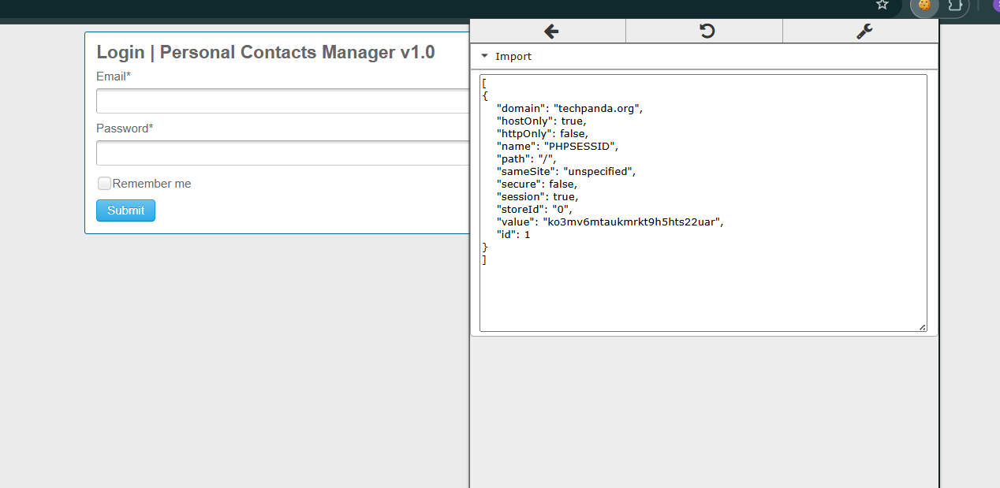 Login | Personal Contacts Manager v1.0
Email*
Password*
Remember me
Submit
Import
[
{
"domain": "techpanda.org",
"hostOnly": true,
"httpOnly": false,
"name": "PHPSESSID",
"path": "/",
"sameSite": "unspecified",
"secure": false,
"session": true,
"storeId": "0",
"value": "ko3mv6mtaukmrkt9h5hts22uar",
"id": 1
}
]